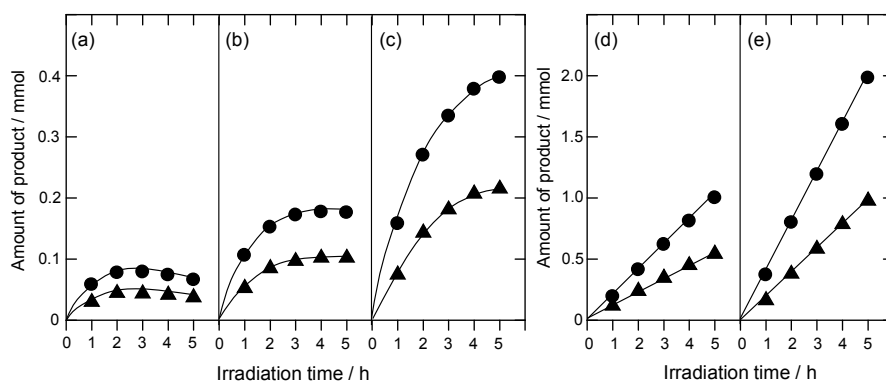 (a) (b) (c) (d) (e)
Amount of product / mmol
0.4
0.3
0.2
0.1
0
0 1 2 3 4 5 0 1 2 3 4 5 0 1 2 3 4 5
Irradiation time / h
Amount of product / mmol
2.0
1.5
1.0
0.5
0
0 1 2 3 4 5 0 1 2 3 4 5
Irradiation time / h